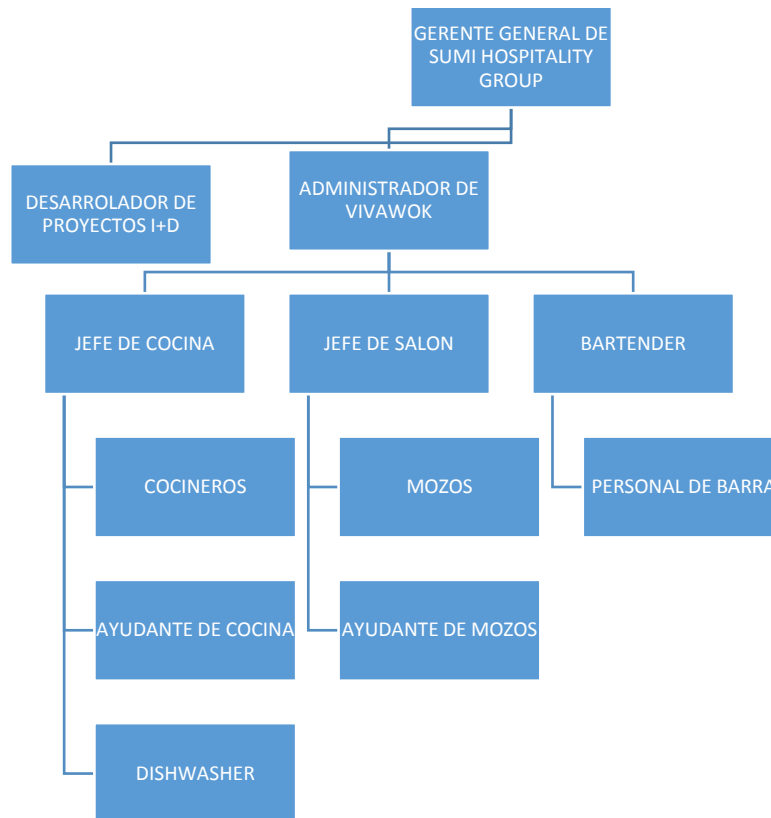 GERENTE GENERAL DE
SUMI HOSPITALITY
GROUP
DESARROLADOR DE
PROYECTOS I+D
ADMINISTRADOR DE
VIVAWOK
JEFE DE COCINA
JEFE DE SALON
BARTENDER
COCINEROS
MOZOS
PERSONAL DE BARRA
AYUDANTE DE COCINA
AYUDANTE DE MOZOS
DISHWASHER